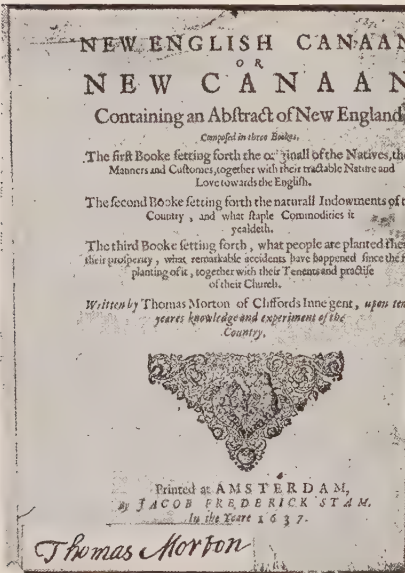 NEW ENGLISH CANAAN
OR
NEW CANAAN
Containing an Abſtract of New England,
Compoſed in three Bookes,
The firſt Booke ſetting forth the originall of the Natives, the
Manners and Cuſtomes, together with their tractable Nature and
Love towards the Engliſh.
The ſecond Booke ſetting forth the naturall Indowments of t
Country, and what ſtaple Commodities it
yealdeth.
The third Booke ſetting forth, what people are planted the
their proſperity, what remarkable accidents have happened ſince the f
planting of it, together with their Tenents and practiſe
of their Church.
Written by Thomas Morton of Cliffords Inne gent, upon ten
yeares knowledge and experiment of the
Country.
Printed at AMSTERDAM,
By JACOB FREDERICK STAM.
In the Yeare 1637.
Thomas Morton